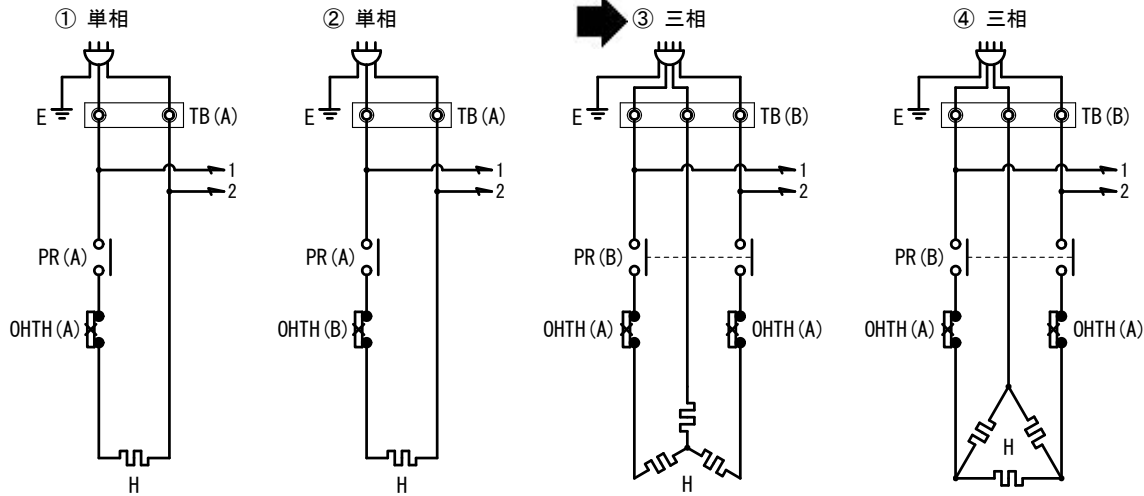 ① 単相
② 単相
③ 三相
④ 三相
E
TB(A)
E
TB(A)
E
TB(B)
E
TB(B)
1
1
1
1
2
2
2
2
PR(A)
PR(A)
PR(B)
PR(B)
OHTH(A)
OHTH(B)
OHTH(A)
OHTH(A)
OHTH(A)
OHTH(A)
H
H
H
H